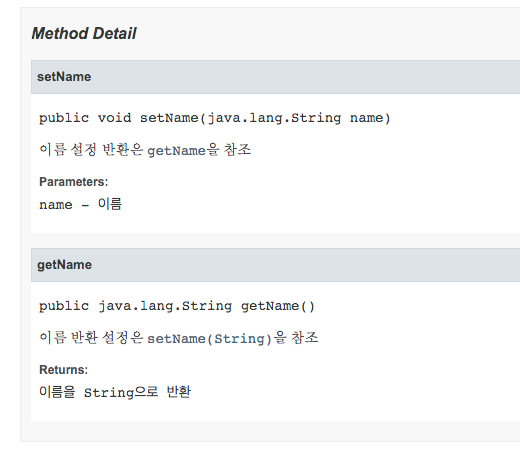 Method Detail
setName
public void setName(java.lang.String name)
이름 설정 반환은 getName을 참조
Parameters:
name - 이름
getName
public java.lang.String getName()
이름 반환 설정은 setName(String)을 참조
Returns:
이름을 String으로 반환